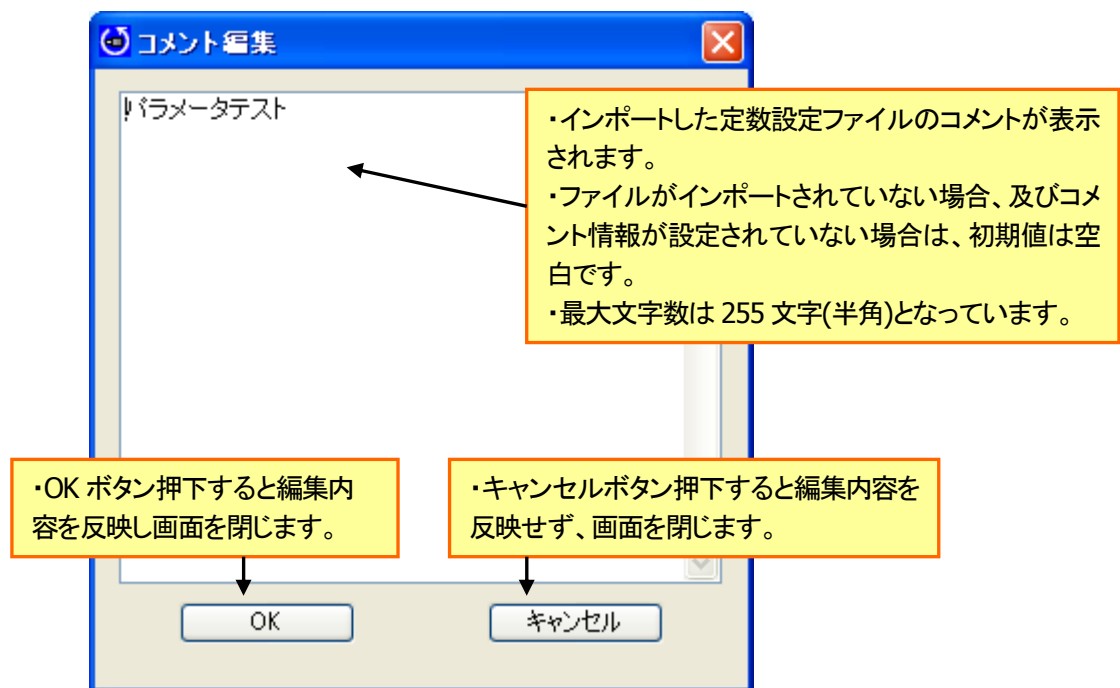 コメント編集
パラメータテスト
・インポートした定数設定ファイルのコメントが表示
されます。
・ファイルがインポートされていない場合、及びコメ
ント情報が設定されていない場合は、初期値は空
白です。
・最大文字数は 255 文字(半角)となっています。
・OK ボタン押下すると編集内
容を反映し画面を閉じます。
・キャンセルボタン押下すると編集内容を
反映せず、画面を閉じます。
OK
キャンセル